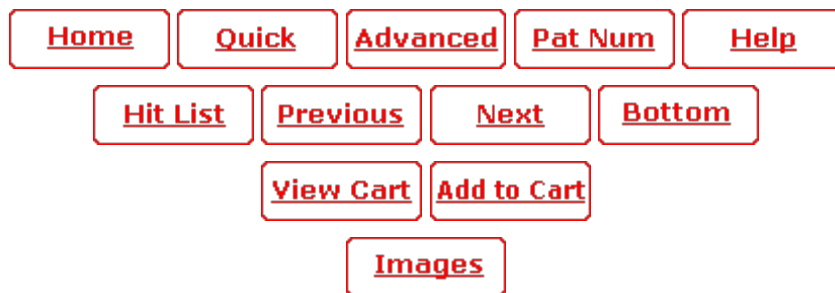 Home Quick Advanced Pat Num Help
Hit List Previous Next Bottom
View Cart Add to Cart
Images